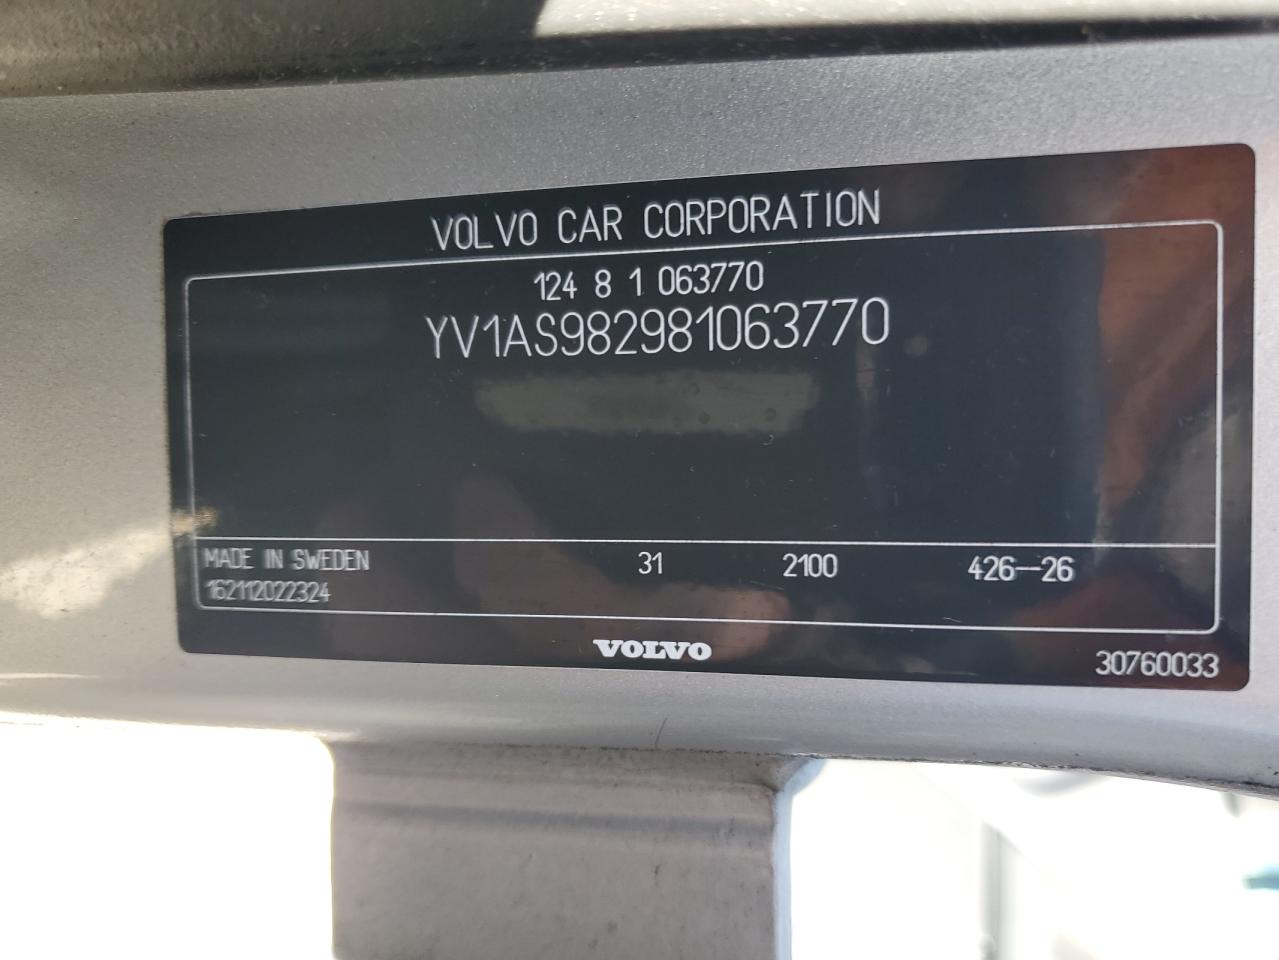 VOLVO CAR CORPORATION
124 8 1 063770
YV1AS982981063770
MADE IN SWEDEN 31 2100 426--26
162112022324
VOLVO
30760033